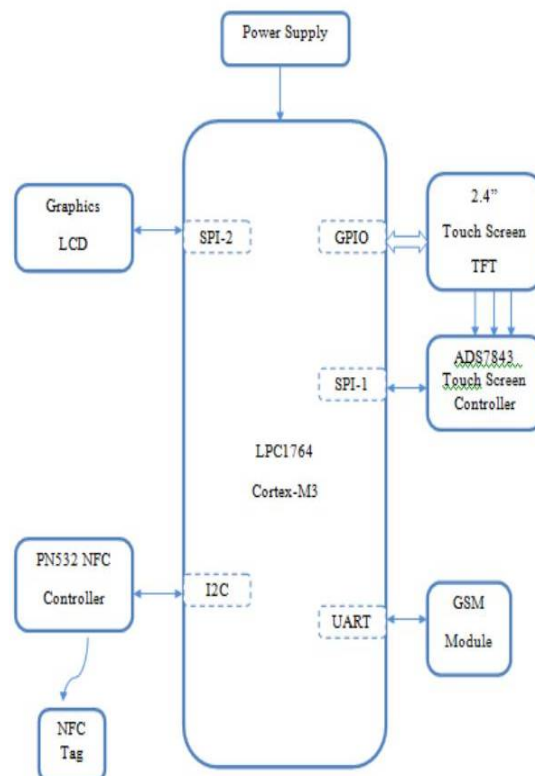 Power Supply
Graphics
LCD
SPI-2
GPIO
2.4”
Touch Screen
TFT
SPI-1
ADS7843
Touch Screen
Controller
LPC1764
Cortex-M3
PN532 NFC
Controller
I2C
UART
GSM
Module
NFC
Tag